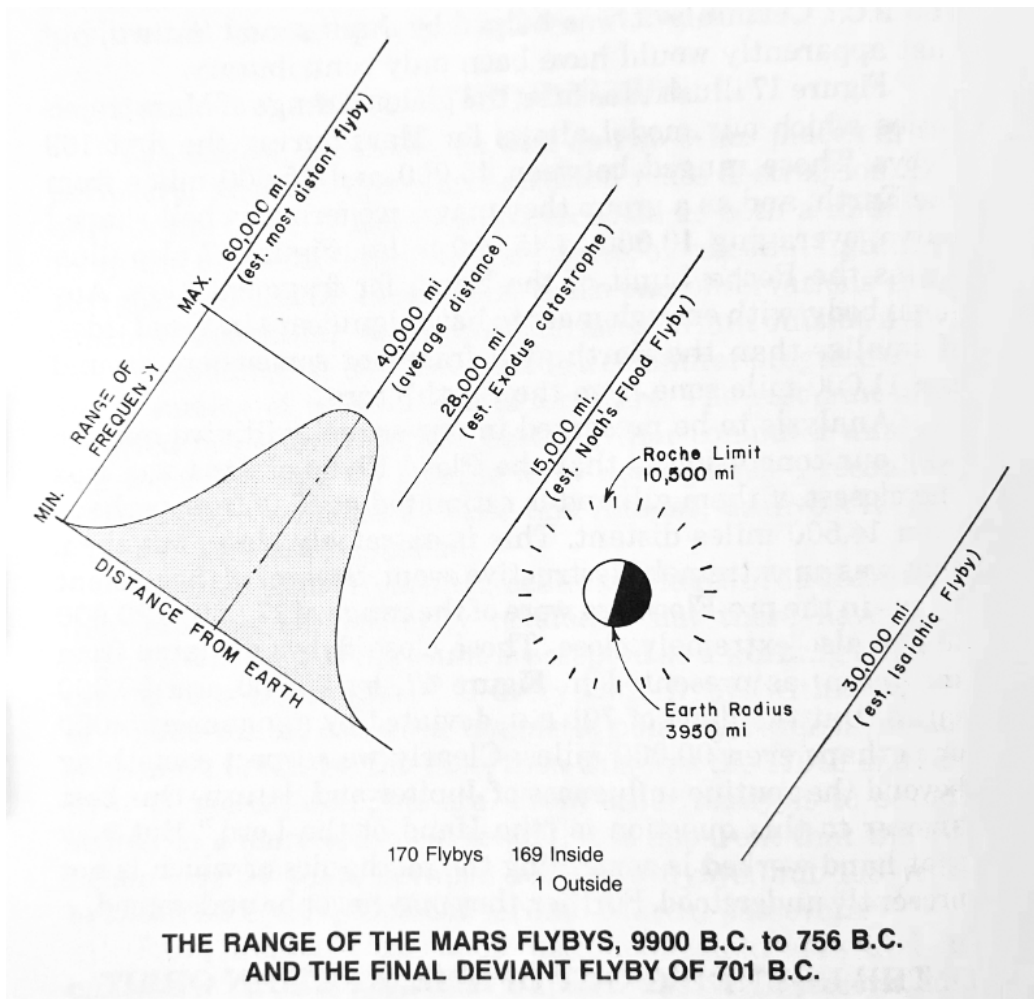 60,000 mi
(est. most distant flyby)
MAX.
RANGE OF
FREQUENCY
MIN.
DISTANCE FROM EARTH
40,000 mi
(average distance)
28,000 mi
(est. Exodus catastrophe)
15,000 mi
(est. Noahs Flood Flyby)
Roche Limit
10,500 mi
Earth Radius
3950 mi
30,000 mi
(est. Isaiahic Flyby)
170 Flybys 169 Inside
1 Outside
THE RANGE OF THE MARS FLYBYS, 9900 B.C. to 756 B.C.
AND THE FINAL DEVIANT FLYBY OF 701 B.C.